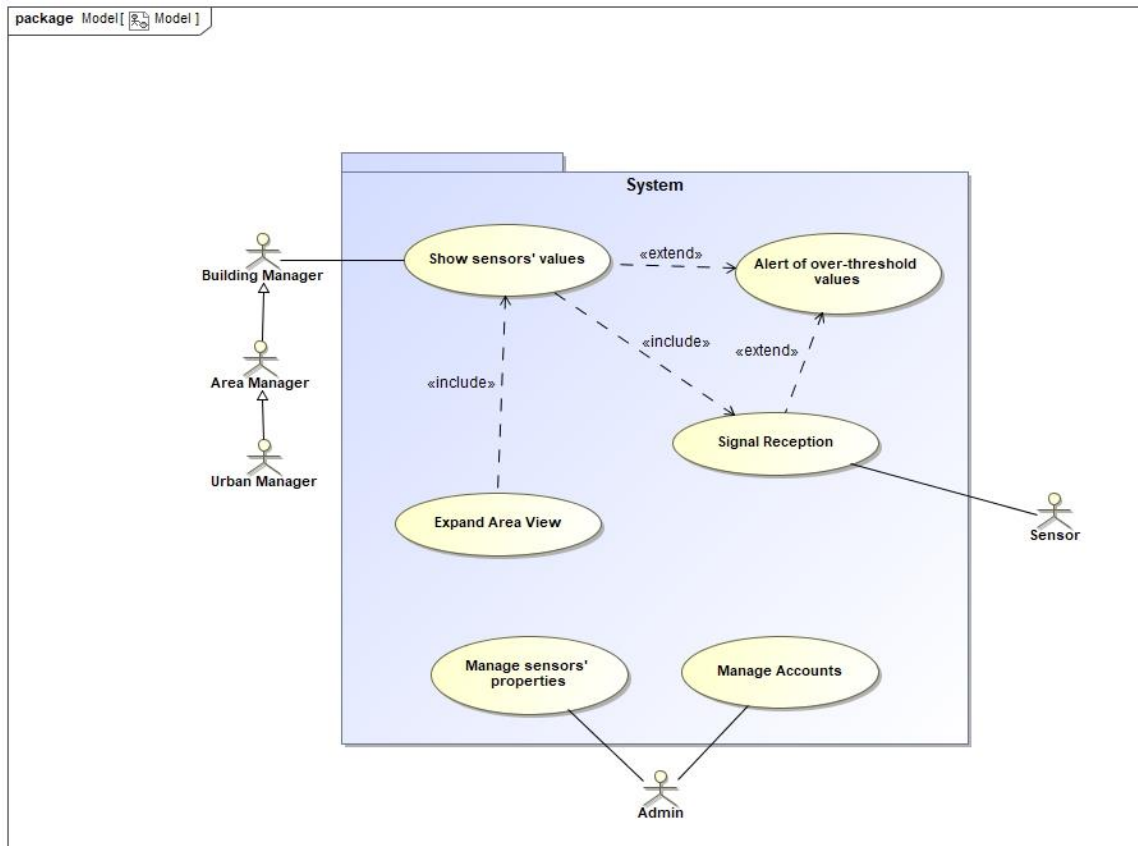 package Model[ Model ]
System
Show sensors' values
«extend»
Alert of over-threshold
values
Building Manager
«include»
«extend»
Area Manager
«include»
Signal Reception
Urban Manager
Expand Area View
Sensor
Manage sensors'
properties
Manage Accounts
Admin